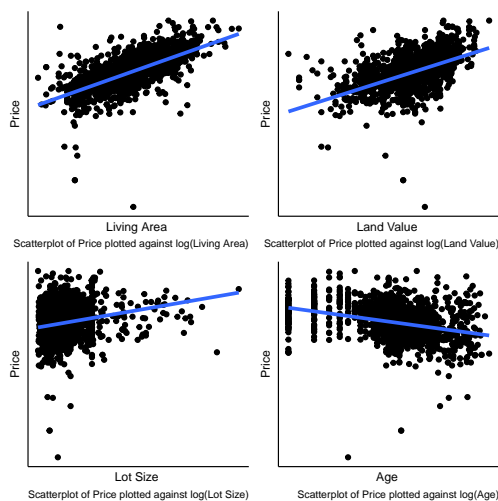 Price
Living Area
Scatterplot of Price plotted against log(Living Area)
Price
Land Value
Scatterplot of Price plotted against log(Land Value)
Price
Lot Size
Scatterplot of Price plotted against log(Lot Size)
Price
Age
Scatterplot of Price plotted against log(Age)